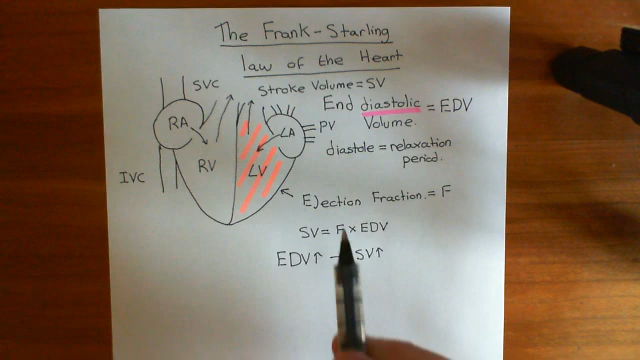 The Frank-Starling
law of the Heart
SVC
Stroke Volume = SV
End diastolic = EDV
Volume.
RA
LA
PV
diastole = relaxation
period.
RV
LV
IVC
Ejection Fraction. = F
SV = F × EDV
EDV↑ → SV↑